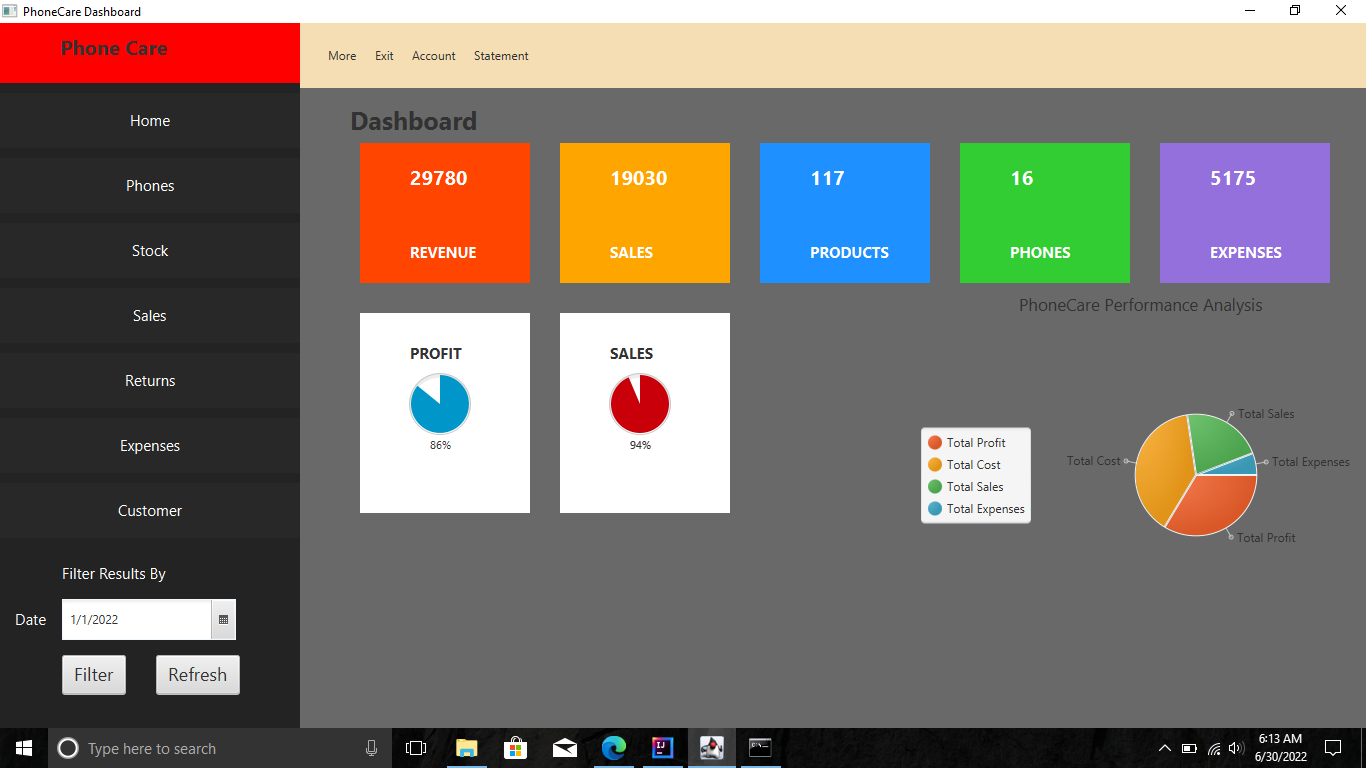 PhoneCare Dashboard
Phone Care
More Exit Account Statement
Home
Phones
Stock
Sales
Returns
Expenses
Customer
Filter Results By
Date 1/1/2022
Filter Refresh
Dashboard
29780
REVENUE
19030
SALES
117
PRODUCTS
16
PHONES
5175
EXPENSES
PROFIT
86%
SALES
94%
PhoneCare Performance Analysis
Total Profit
Total Cost
Total Sales
Total Expenses
Total Sales
Total Cost
Total Expenses
Total Profit
Type here to search
6:13 AM
6/30/2022